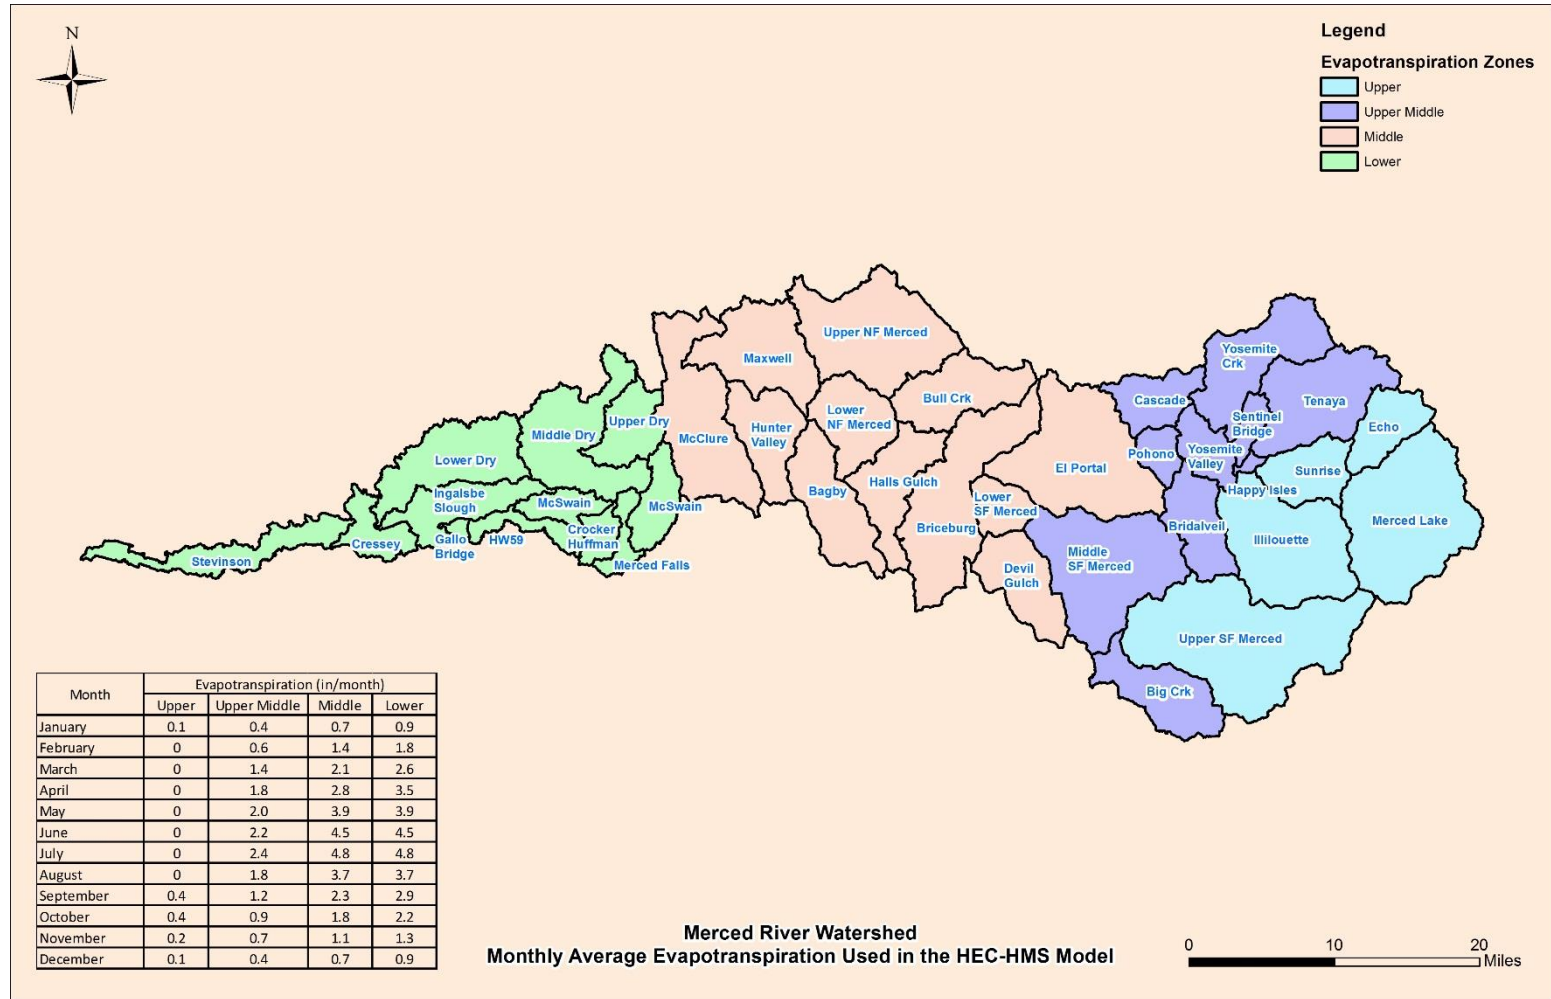 N
Legend
Evapotranspiration Zones
Upper
Upper Middle
Middle
Lower
Upper NF Merced
Maxwell
Yosemite
Crk
Bull Crk
Cascade
Tenaya
Lower
NF Merced
Sentinel
Bridge
Echo
Upper Dry
Hunter
Valley
Middle Dry
McClure
Yosemite
Valley
Pohono
Lower Dry
El Portal
Sunrise
Halls Gulch
Bagby
Happy Isles
Ingalsbe
Slough
McSwain
McSwain
Lower
SF Merced
Merced Lake
Briceburg
Bridalveil
Crocker
Huffman
HW59
Gallo
Bridge
Cressey
Illilouette
Middle
SF Merced
Stevinson
Merced Falls
Devil
Gulch
Upper SF Merced
Big Crk
Month Evapotranspiration (in/month)
Upper Upper Middle Middle Lower
January 0.1 0.4 0.7 0.9
February 0 0.6 1.4 1.8
March 0 1.4 2.1 2.6
April 0 1.8 2.8 3.5
May 0 2.0 3.9 3.9
June 0 2.2 4.5 4.5
July 0 2.4 4.8 4.8
August 0 1.8 3.7 3.7
September 0.4 1.2 2.3 2.9
October 0.4 0.9 1.8 2.2
November 0.2 0.7 1.1 1.3
December 0.1 0.4 0.7 0.9
Merced River Watershed
Monthly Average Evapotranspiration Used in the HEC-HMS Model
0 10 20
Miles